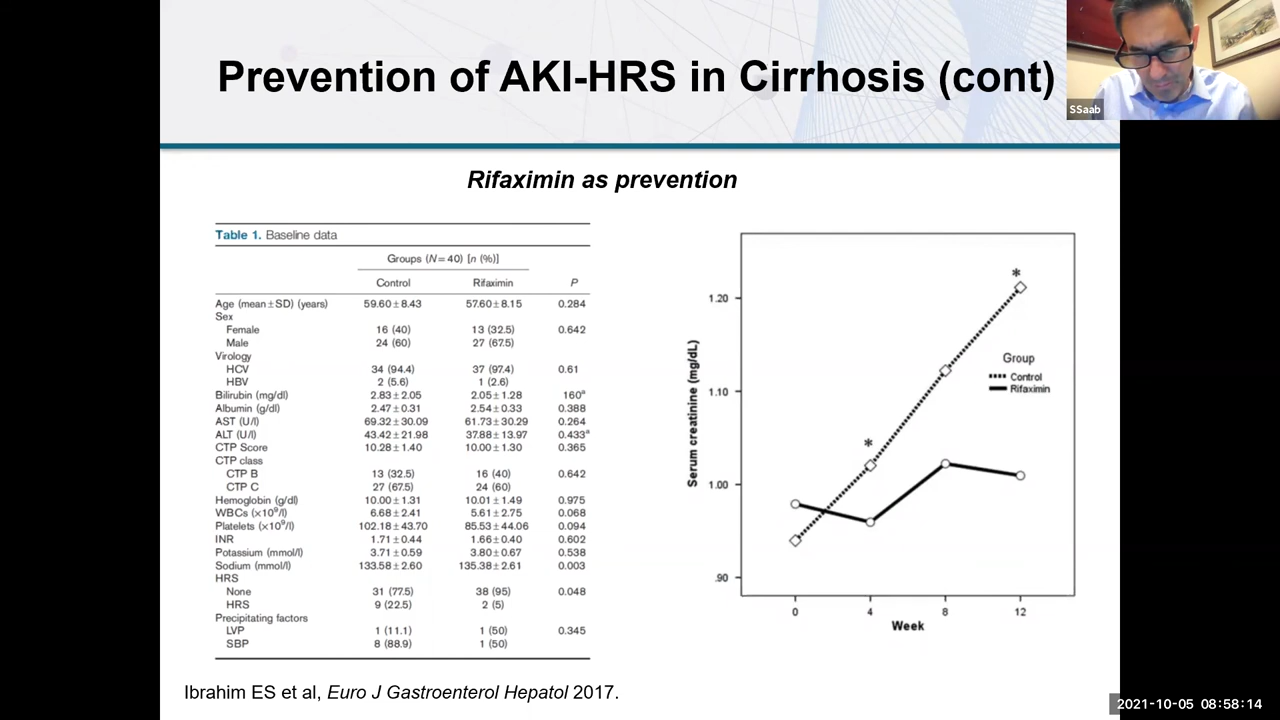 Prevention of AKI-HRS in Cirrhosis (cont)
SSaab
Rifaximin as prevention
Table 1. Baseline data
Groups (N=40) [n (%)]
Control Rifaximin P
Age (mean±SD) (years) 59.60±8.43 57.60±8.15 0.284
Sex
Female 16 (40) 13 (32.5) 0.642
Male 24 (60) 27 (67.5)
Virology
HCV 34 (94.4) 37 (97.4) 0.61
HBV 2 (5.6) 1 (2.6)
Bilirubin (mg/dl) 2.83±2.05 2.05±1.28 160ª
Albumin (g/dl) 2.47±0.31 2.54±0.33 0.388
AST (U/l) 69.32±30.09 61.73±30.29 0.264
ALT (U/l) 43.42±21.98 37.88±13.97 0.433ª
CTP Score 10.28±1.40 10.00±1.30 0.365
CTP class
CTP B 13 (32.5) 16 (40) 0.642
CTP C 27 (67.5) 24 (60)
Hemoglobin (g/dl) 10.00±1.31 10.01±1.49 0.975
WBCs (×10⁹/l) 6.68±2.41 5.61±2.75 0.068
Platelets (×10⁹/l) 102.18±43.70 85.53±44.06 0.094
INR 1.71±0.44 1.66±0.40 0.602
Potassium (mmol/l) 3.71±0.59 3.80±0.67 0.538
Sodium (mmol/l) 133.58±2.60 135.38±2.61 0.003
HRS
None 31 (77.5) 38 (95) 0.048
HRS 9 (22.5) 2 (5)
Precipitating factors
LVP 1 (11.1) 1 (50) 0.345
SBP 8 (88.9) 1 (50)
Serum creatinine (mg/dL)
1.20
1.10
1.00
.90
*
*
Group
Control
Rifaximin
0 4 8 12
Week
Ibrahim ES et al, Euro J Gastroenterol Hepatol 2017.
2021-10-05 08:58:14